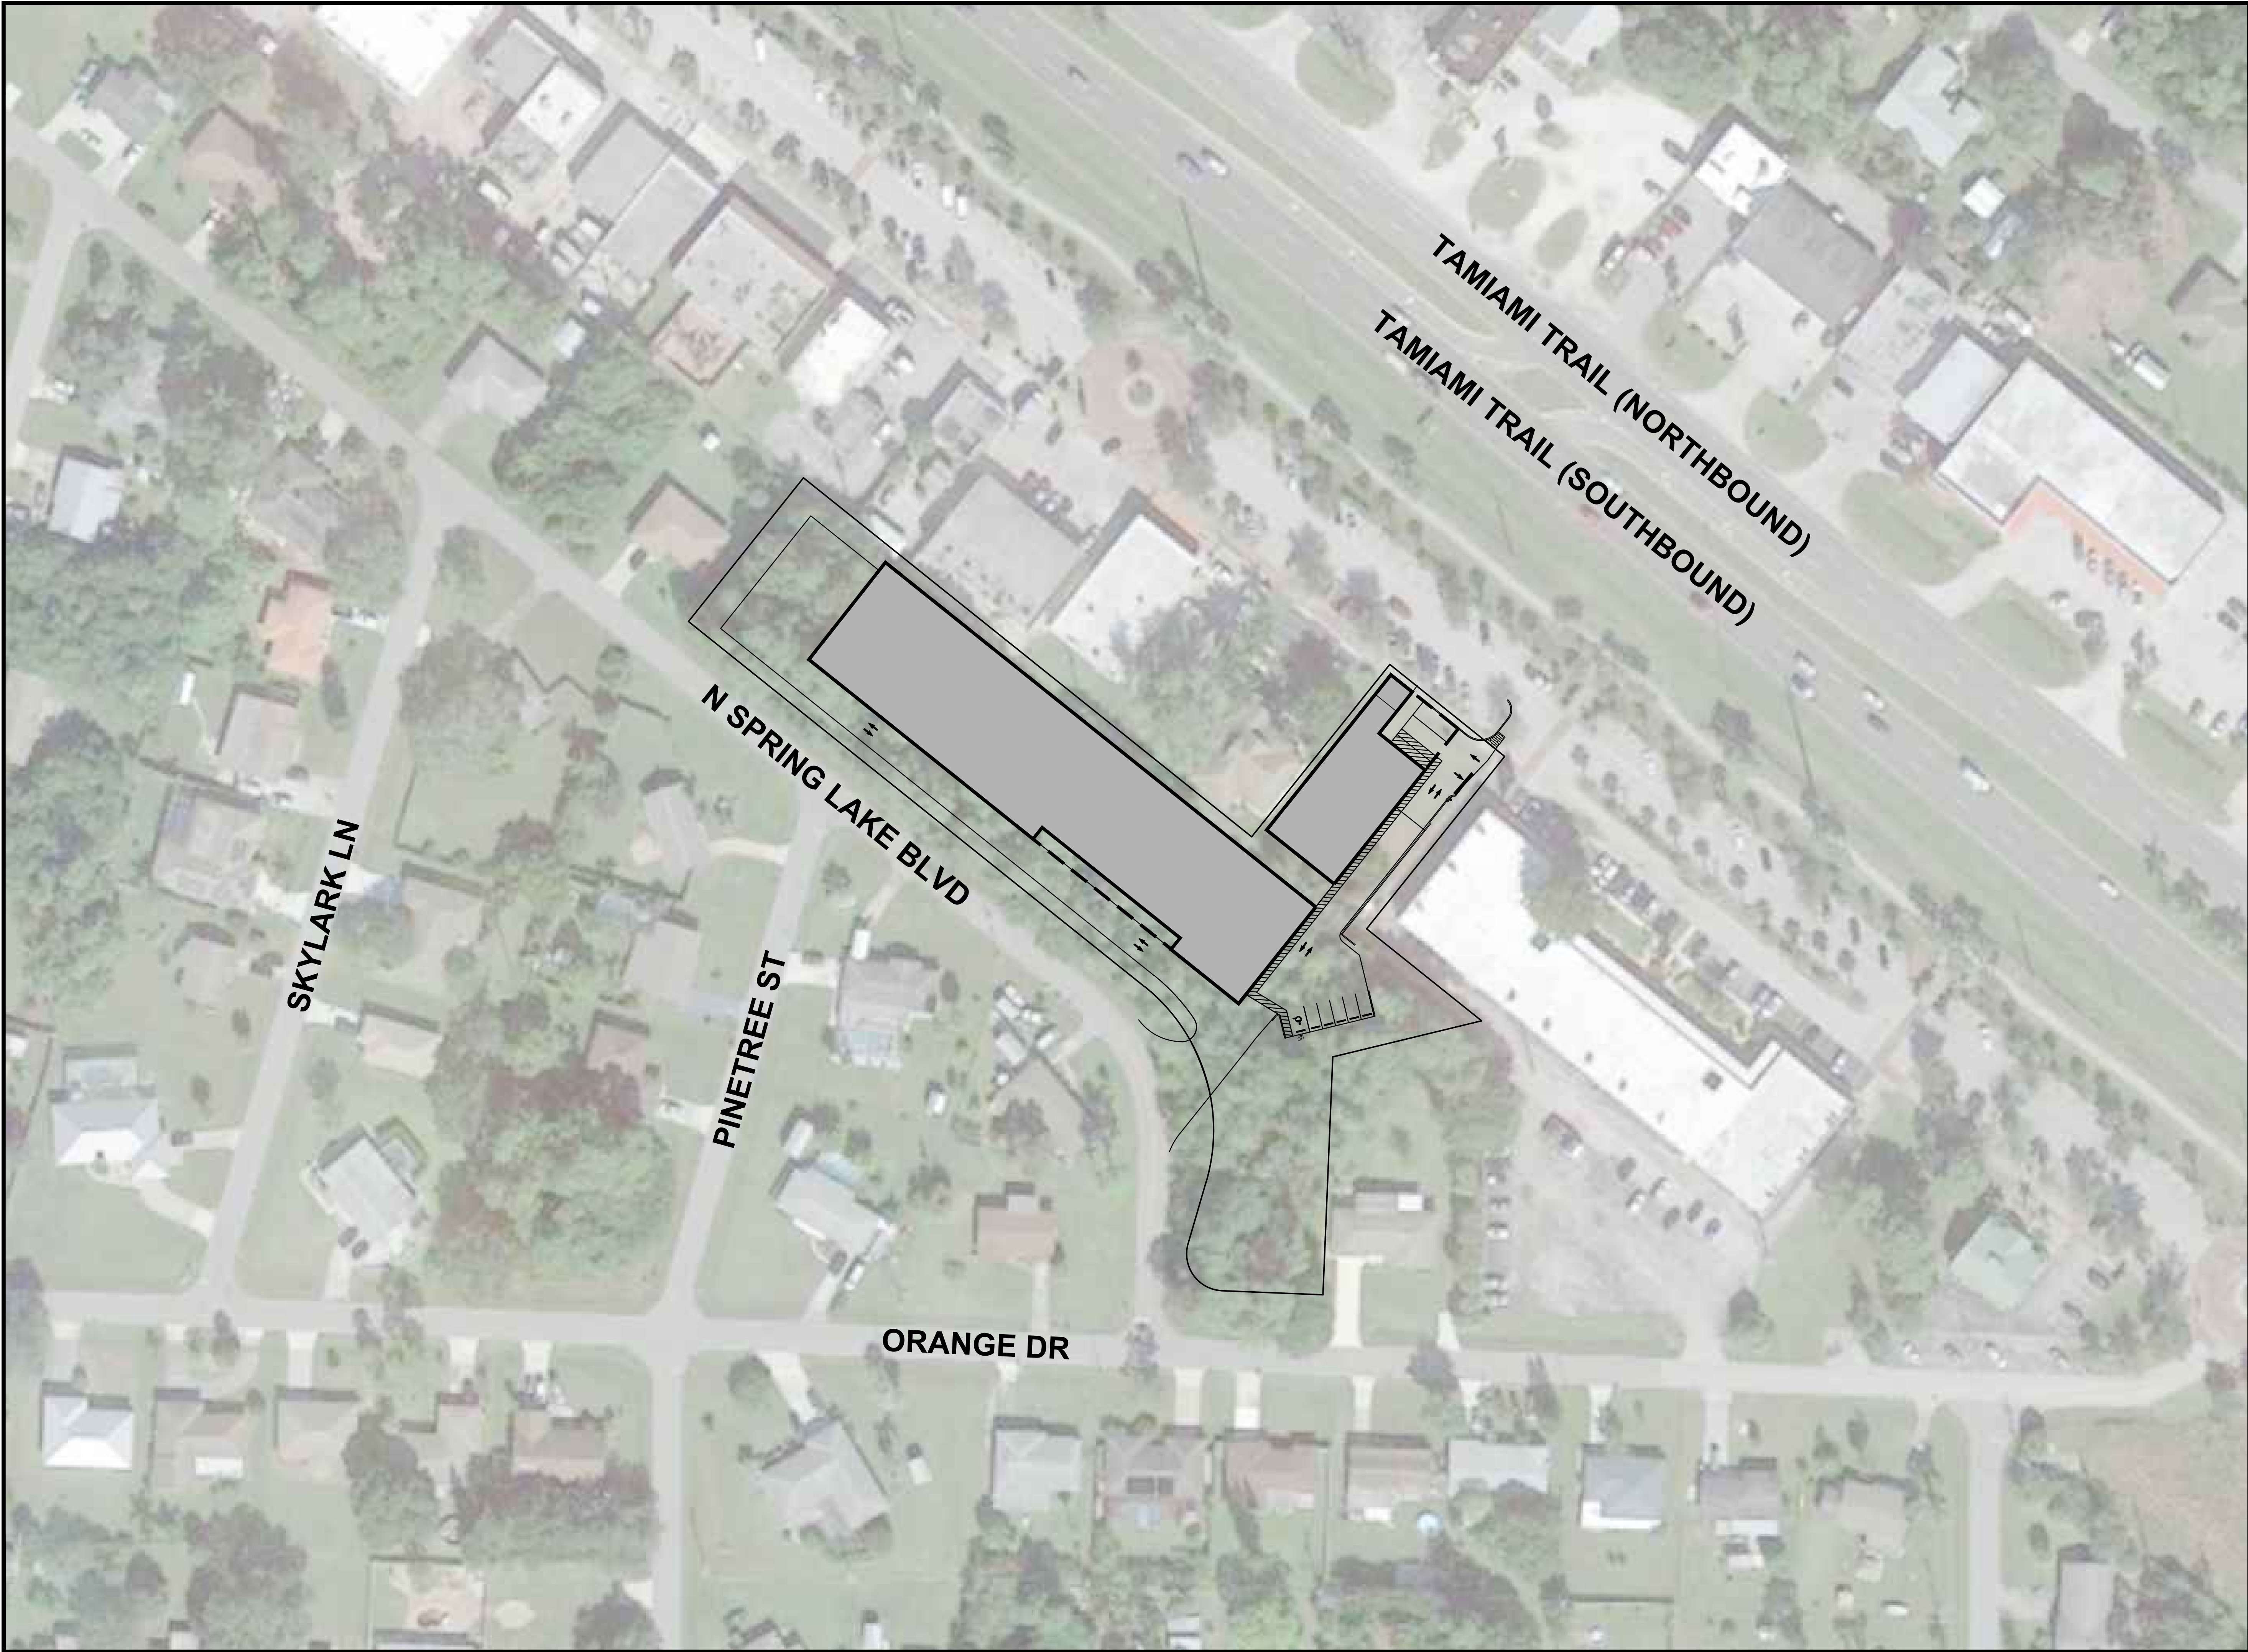 TAMIAMI TRAIL (NORTHBOUND)
TAMIAMI TRAIL (SOUTHBOUND)
N SPRING LAKE BLVD
SKYLARK LN
PINETREE ST
ORANGE DR